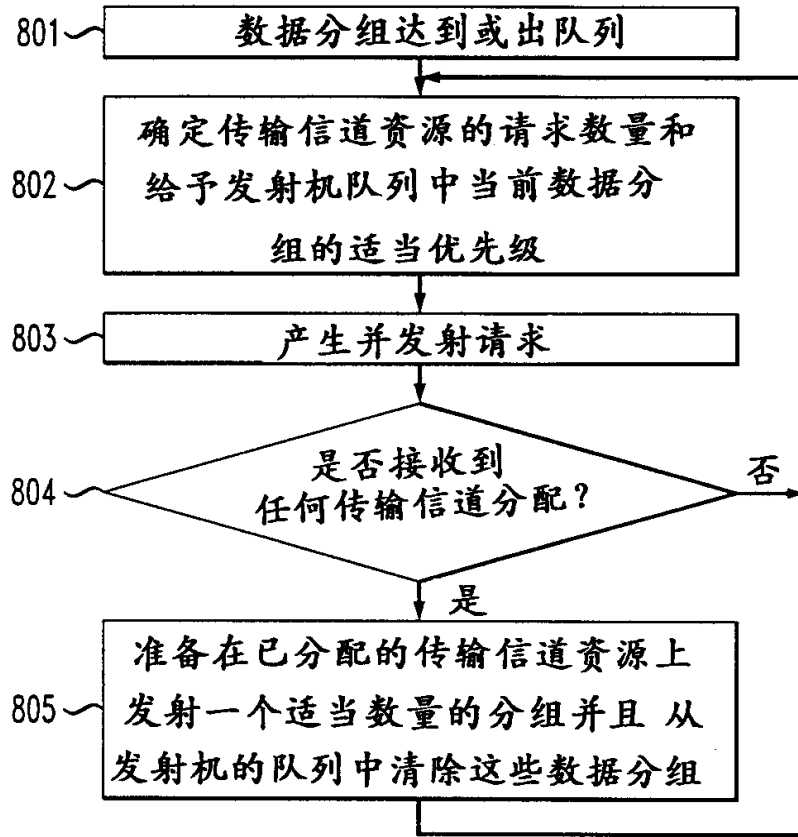 801
数据分组达到或出队列
802
确定传输信道资源的请求数量和
给予发射机队列中当前数据分
组的适当优先级
803
产生并发射请求
804
是否接收到
任何传输信道分配?
否
是
805
准备在已分配的传输信道资源上
发射一个适当数量的分组并且 从
发射机的队列中清除这些数据分组